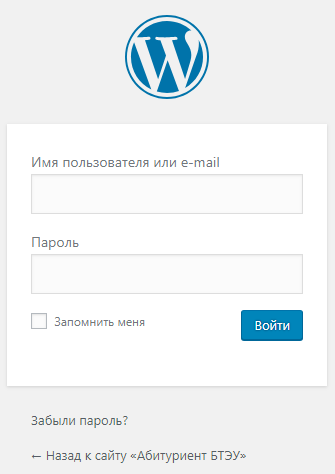 Имя пользователя или e-mail
Пароль
Запомнить меня
Войти
Забыли пароль?
← Назад к сайту «Абитуриент БТЭУ»